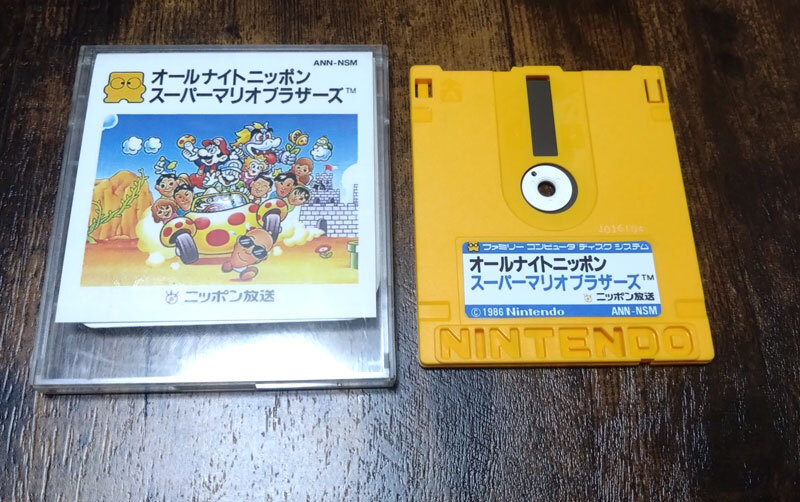 ANN-NSM
オールナイトニッポン
スーパーマリオブラザーズ™
ニッポン放送
ファミリー コンピュータ ディスク システム
オールナイトニッポン
スーパーマリオブラザーズ™
ニッポン放送
©1986 Nintendo ANN-NSM
NINTENDO